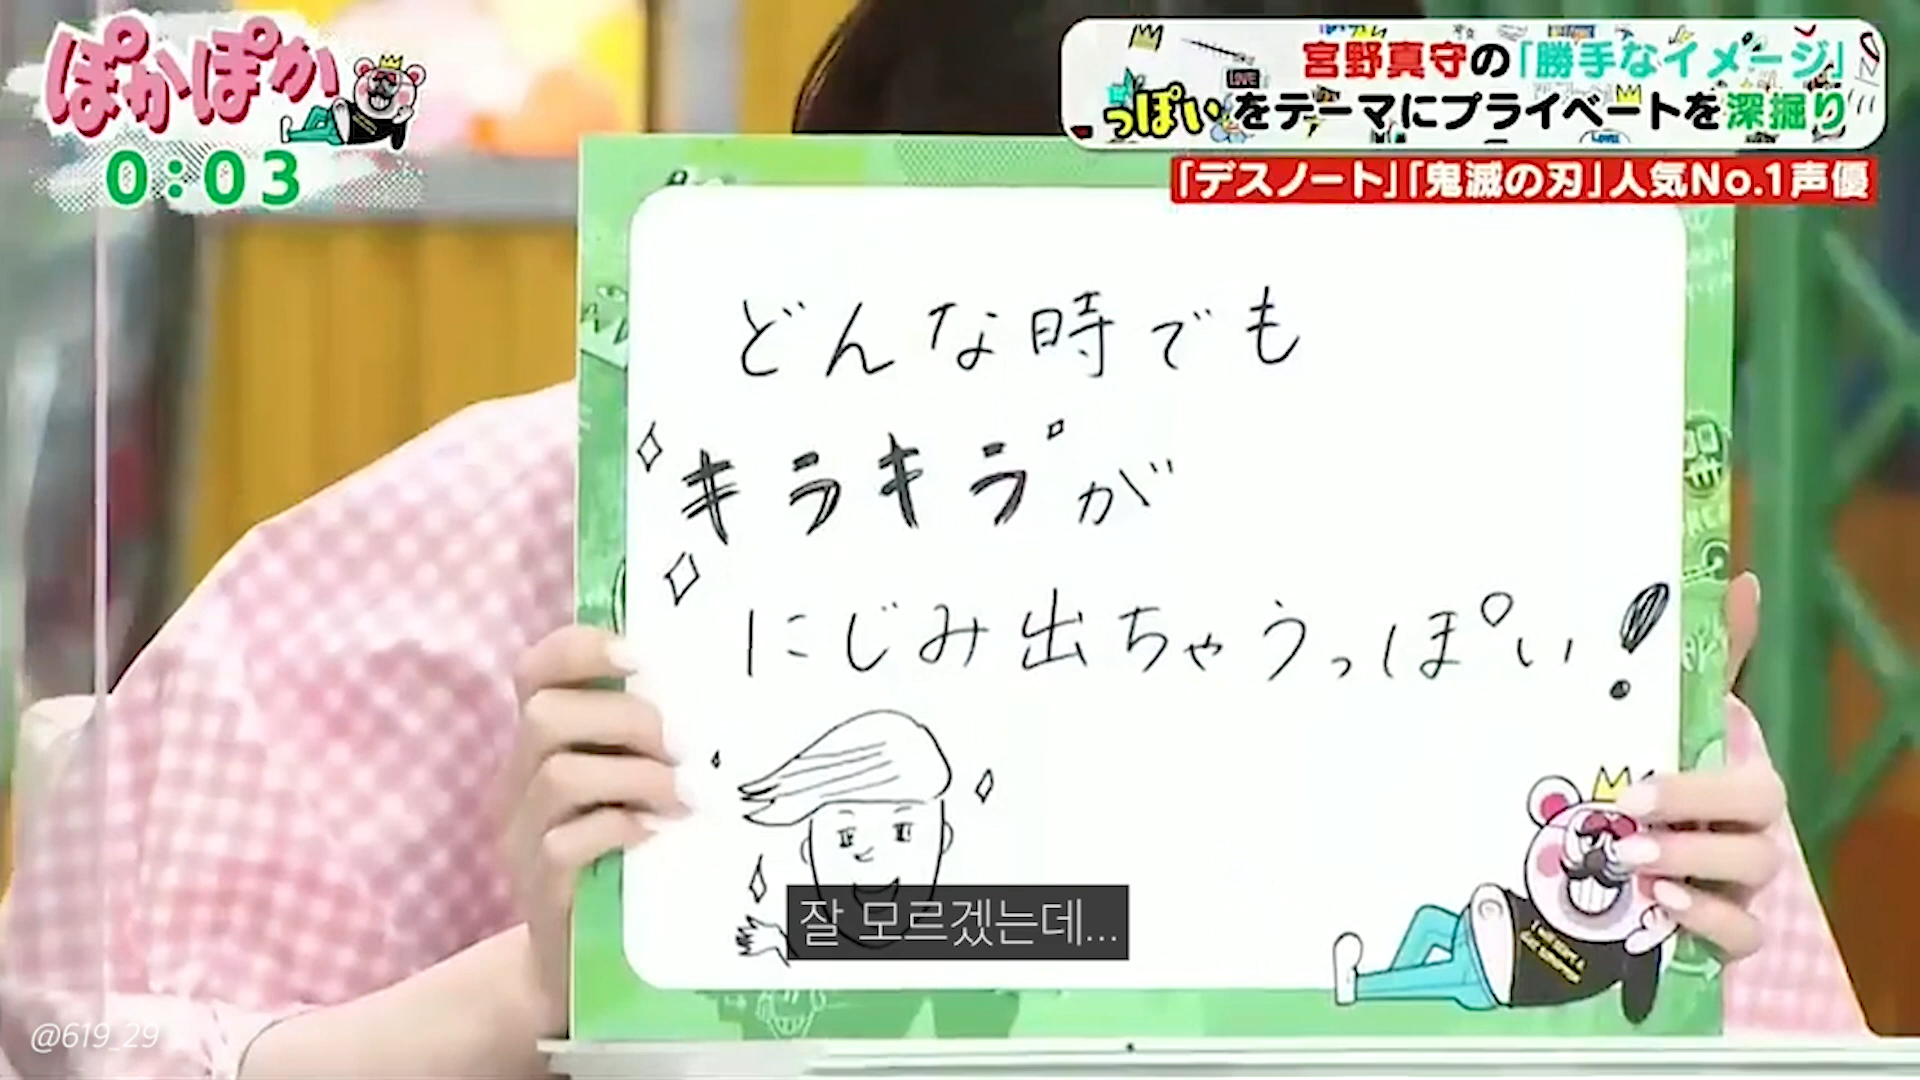 ぽかぽか
0:03
宮野真守の「勝手なイメージ」
っぽいをテーマにプライベートを深掘り
「デスノート」「鬼滅の刃」人気No.1声優
どんな時でも
キラキラが
にじみ出ちゃうっぽい!
잘 모르겠는데...
@619_29